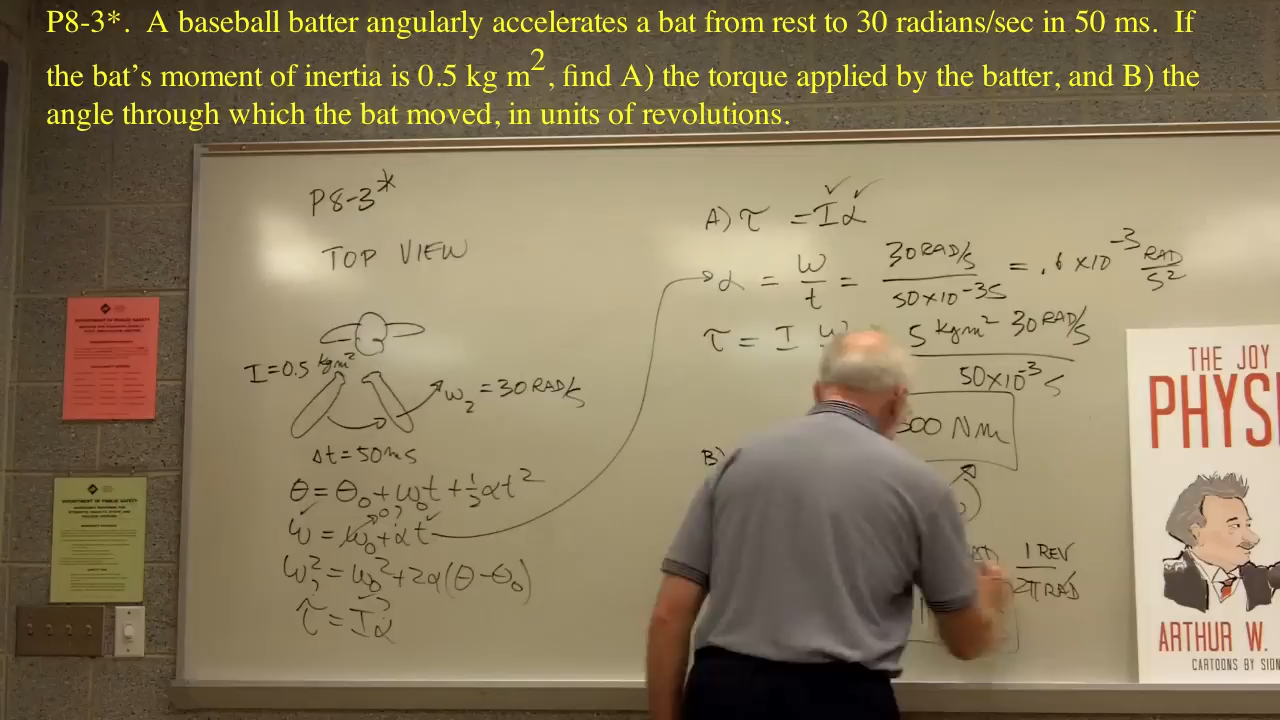 P8-3*. A baseball batter angularly accelerates a bat from rest to 30 radians/sec in 50 ms. If
the bat's moment of inertia is 0.5 kg m², find A) the torque applied by the batter, and B) the
angle through which the bat moved, in units of revolutions.
P8-3*
TOP VIEW
I=0.5 kgm²
ω₂ = 30 RAD/s
Δt = 50ms
θ = θ₀ + ω₀t + ½αt²
ω = ω₀ + αt
ω² = ω₀² + 2α(θ-θ₀)
τ = Iα
A) τ = Iα
α = ω/t = 30 RAD/s / 50×10⁻³s = .6 ×10⁻³ RAD/s²
τ = I ω 5 kgm² 30 RAD/s
50×10⁻³ s
300 Nm
B)
1 REV
2π RAD
THE JOY
PHYSI
ARTHUR W.
CARTOONS BY SION